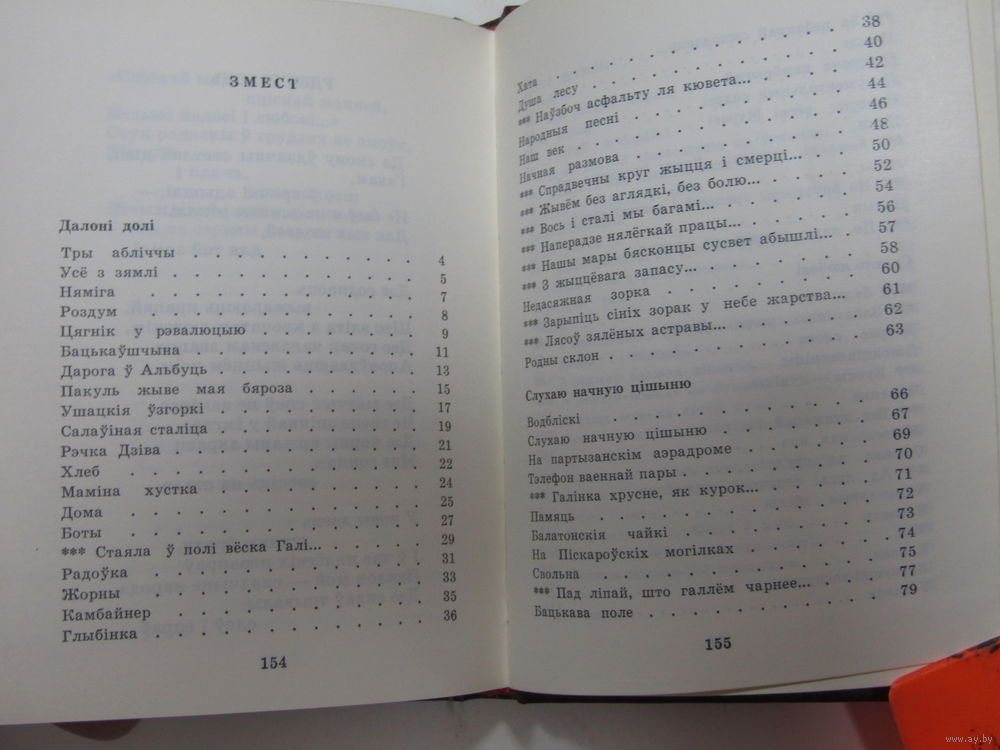 ЗМЕСТ
Далоні долі
Тры аблічча . . . . . . . . . . 4
Усё з зямлі . . . . . . . . . . 5
Няміга . . . . . . . . . . 7
Роздум . . . . . . . . . . 8
Цягнік у рэвалюцыю . . . . . . . . 9
Бацькаўшчына . . . . . . . . . . 11
Дарога ў Альбуць . . . . . . . . 13
Пакуль жыве мая бяроза . . . . . . 15
Ушацкія ўзгоркі . . . . . . . . 17
Салаўіная сталіца . . . . . . . . 19
Рэчка Дзіва . . . . . . . . . . 21
Хлеб . . . . . . . . . . 22
Маміна хустка . . . . . . . . 24
Дома . . . . . . . . . . 25
Боты . . . . . . . . . . 27
*** Стаяла ў полі вёска Галі... . . . . . 29
Радоўка . . . . . . . . . . 31
Жорны . . . . . . . . . . 33
Камбайнер . . . . . . . . . . 35
Глыбінка . . . . . . . . . . 36
154
Хата . . . . . . . . . . 38
Душа лесу . . . . . . . . . . 40
*** Наўзбоч асфальту ля кювета... . . . . 42
Народныя песні . . . . . . . . 44
Наш век . . . . . . . . . . 46
Начная размова . . . . . . . . 48
*** Спрадвечны круг жыцця і смерці... . . . 50
*** Жывём без аглядкі, без болю... . . . . 52
*** Вось і сталі мы багамі... . . . . . 54
*** Наперадзе нялёгкай працы... . . . . 56
*** Нашы мары бясконцы сусвет абышлі... . . 57
*** З жыццёвага запасу... . . . . . . 58
Недасяжная зорка . . . . . . . . 60
*** Зарыпіць сініх зорак у небе жарства... . 61
*** Лясоў зялёных астравы... . . . . . 62
Родны склон . . . . . . . . . . 63
Слухаю начную цішыню
Водбліскі . . . . . . . . . . 66
Слухаю начную цішыню . . . . . . 67
На партызанскім аэрадроме . . . . . 69
Тэлефон ваеннай пары . . . . . . 70
*** Галінка хрусне, як курок... . . . . 71
Памяць . . . . . . . . . . 72
Балатонскія чайкі . . . . . . . . 73
На Піскароўскіх могілках . . . . . 74
Свольна . . . . . . . . . . 75
*** Пад ліпай, што галлём чарнее... . . . 77
Бацькава поле . . . . . . . . 79
155
www.ay.by